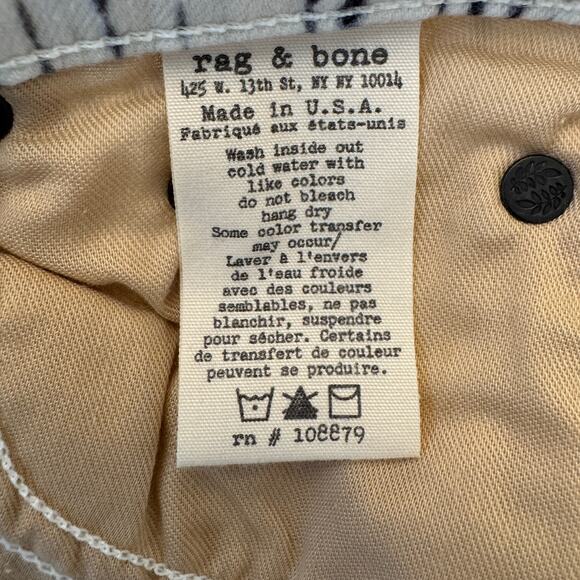 rag & bone
425 W. 13th St, NY NY 10014
Made in U.S.A.
Fabriqué aux états-unis
Wash inside out
cold water with
like colors
do not bleach
hang dry
Some color transfer
may occur/
Laver à l'envers
de l'eau froide
avec des couleurs
semblables, ne pas
blanchir, suspendre
pour sécher. Certains
de transfert de couleur
peuvent se produire.
rn # 108879